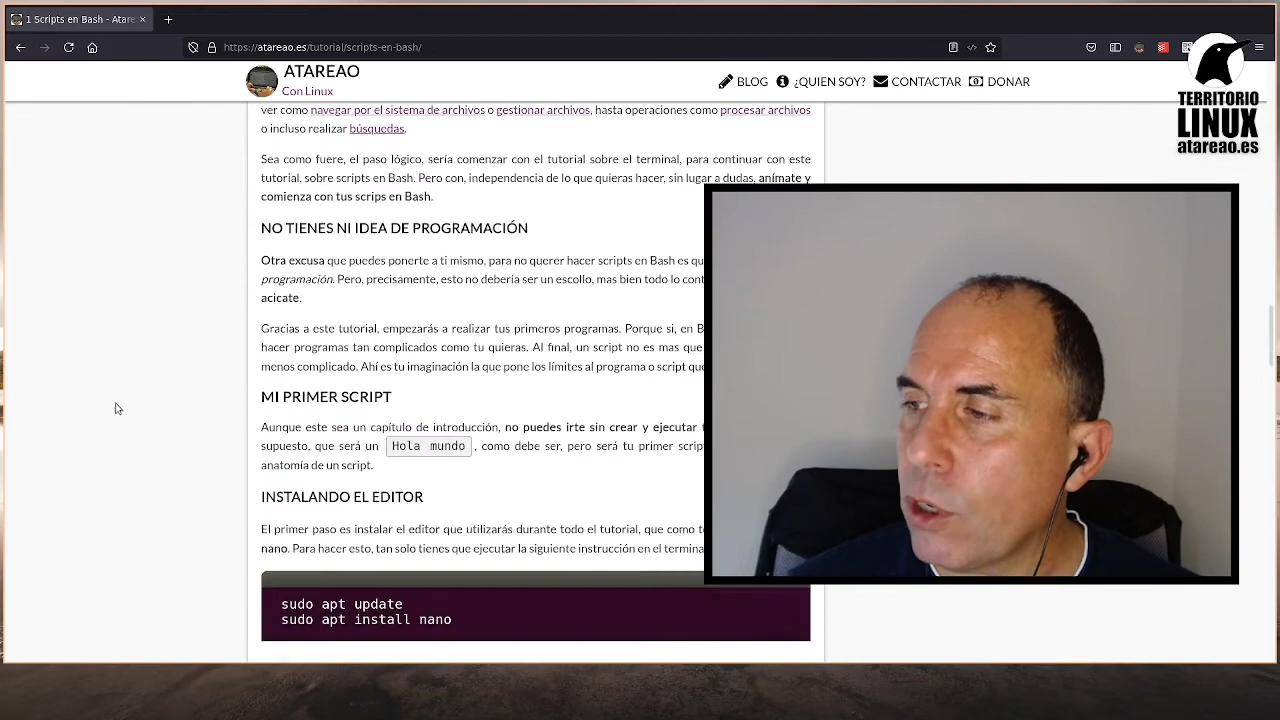 1 Scripts en Bash - Atare
https://atareao.es/tutorial/scripts-en-bash/
ATAREAO
Con Linux
BLOG
¿QUIEN SOY?
CONTACTAR
DONAR
TERRITORIO
LINUX
atareao.es
ver como navegar por el sistema de archivos o gestionar archivos, hasta operaciones como procesar archivos
o incluso realizar búsquedas.
Sea como fuere, el paso lógico, sería comenzar con el tutorial sobre el terminal, para continuar con este
tutorial, sobre scripts en Bash. Pero con, independencia de lo que quieras hacer, sin lugar a dudas, anímate y
comienza con tus scrips en Bash.
NO TIENES NI IDEA DE PROGRAMACIÓN
Otra excusa que puedes ponerte a ti mismo, para no querer hacer scripts en Bash es qu
programación. Pero, precisamente, esto no debería ser un escollo, mas bien todo lo cont
acicate.
Gracias a este tutorial, empezarás a realizar tus primeros programas. Porque si, en B
hacer programas tan complicados como tu quieras. Al final, un script no es mas que
menos complicado. Ahí es tu imaginación la que pone los límites al programa o script que
MI PRIMER SCRIPT
Aunque este sea un capítulo de introducción, no puedes irte sin crear y ejecutar t
supuesto, que será un Hola mundo, como debe ser, pero será tu primer scrip
anatomía de un script.
INSTALANDO EL EDITOR
El primer paso es instalar el editor que utilizarás durante todo el tutorial, que como t
nano. Para hacer esto, tan solo tienes que ejecutar la siguiente instrucción en el termina
sudo apt update
sudo apt install nano